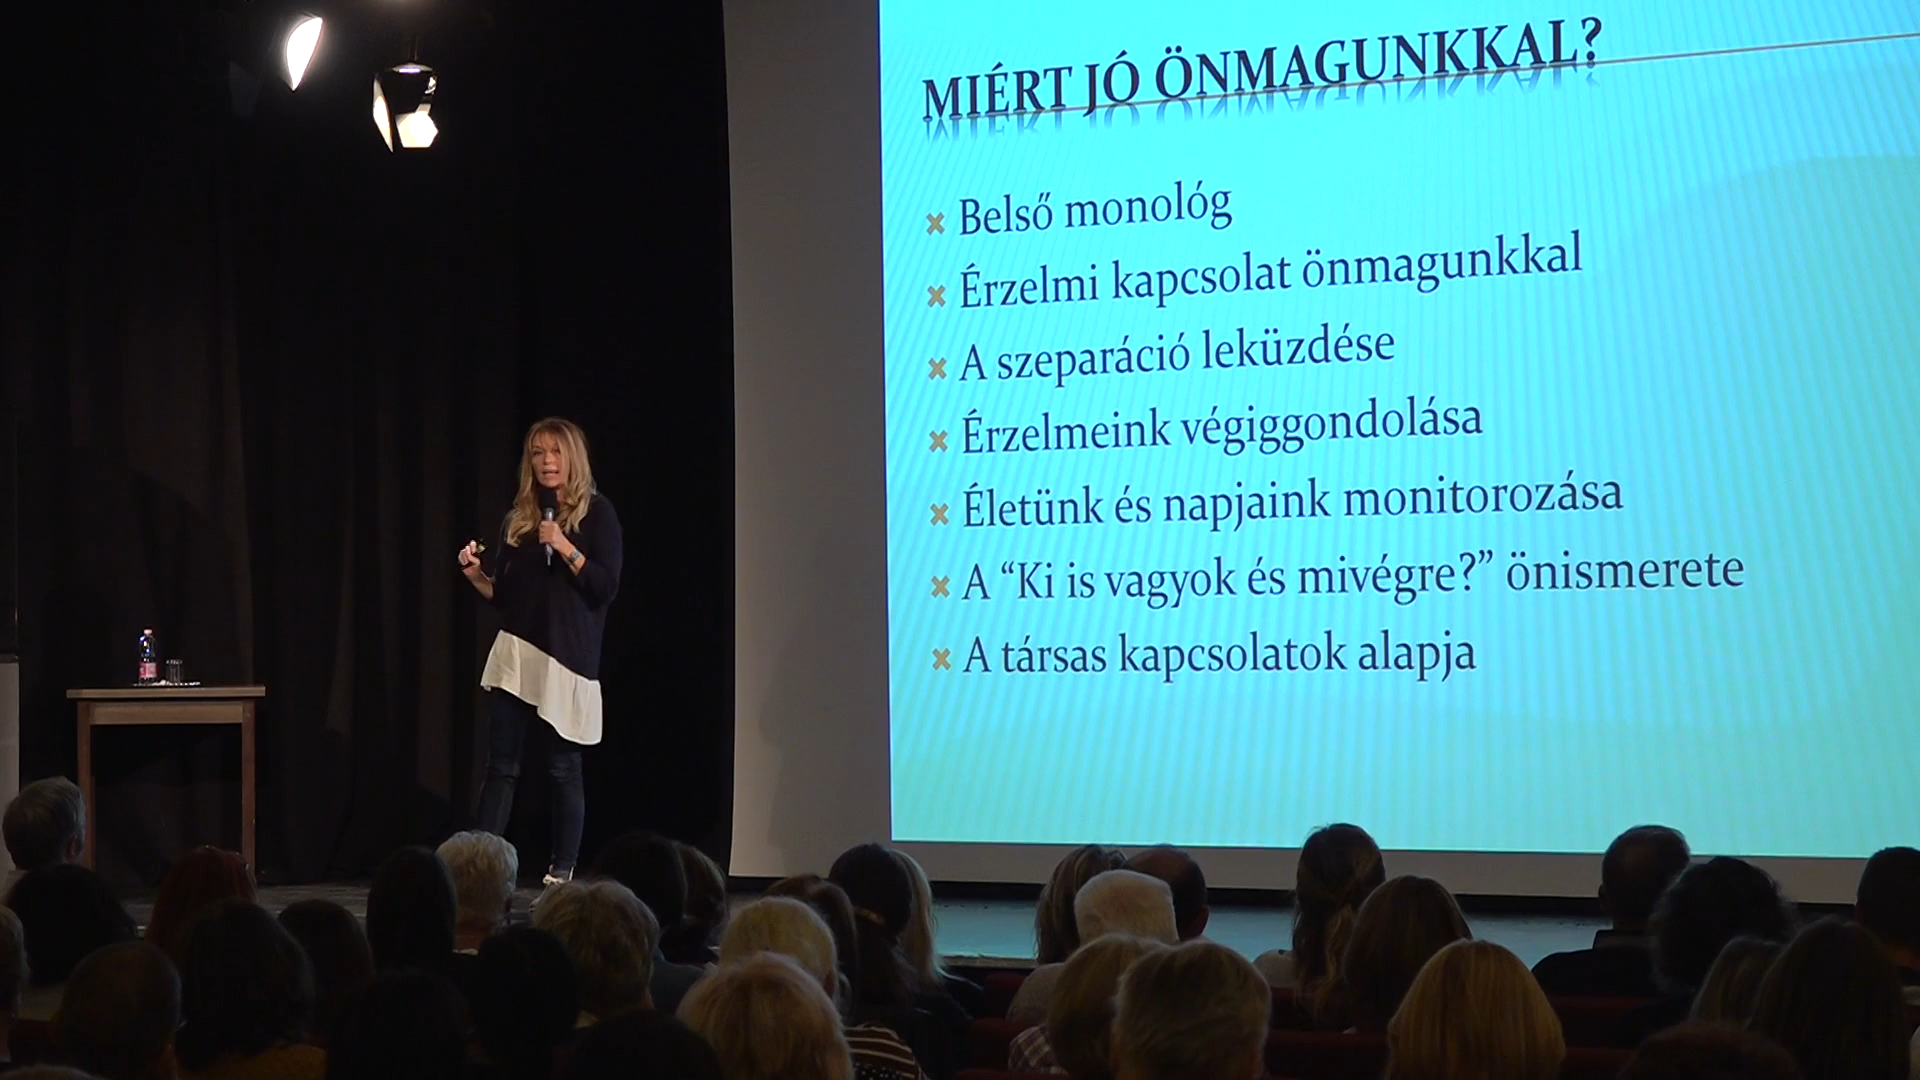 MIÉRT JÓ ÖNMAGUNKKAL?
Belső monológ
Érzelmi kapcsolat önmagunkkal
A szeparáció leküzdése
Érzelmeink végiggondolása
Életünk és napjaink monitorozása
A “Ki is vagyok és mivégre?” önismerete
A társas kapcsolatok alapja